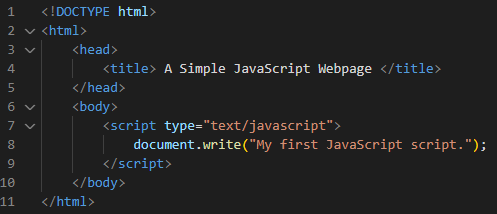 1 <!DOCTYPE html>
2 <html>
3 <head>
4 <title> A Simple JavaScript Webpage </title>
5 </head>
6 <body>
7 <script type="text/javascript">
8 document.write("My first JavaScript script.");
9 </script>
10 </body>
11 </html>